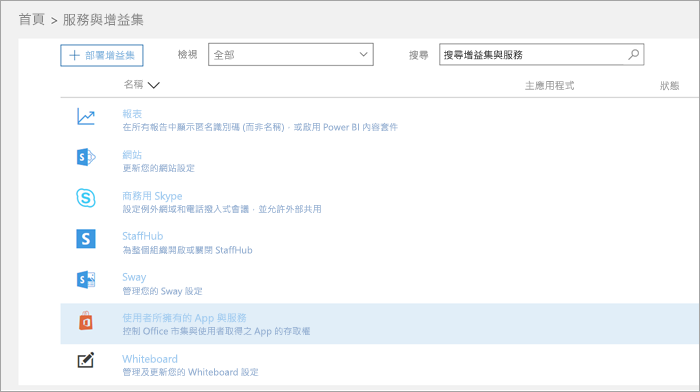 首頁 > 服務與增益集
+ 部署增益集 檢視 全部 搜尋 搜尋增益集與服務
名稱 主應用程式 狀態
報表
在所有報告中顯示匿名識別碼 (而非名稱)，或啟用 Power BI 內容套件
網站
更新您的網站設定
商務用 Skype
設定例外網域和電話撥入式會議，並允許外部共用
StaffHub
為整個組織開啟或關閉 StaffHub
Sway
管理您的 Sway 設定
使用者所擁有的 App 與服務
控制 Office 市集與使用者取得之 App 的存取權
Whiteboard
管理及更新您的 Whiteboard 設定